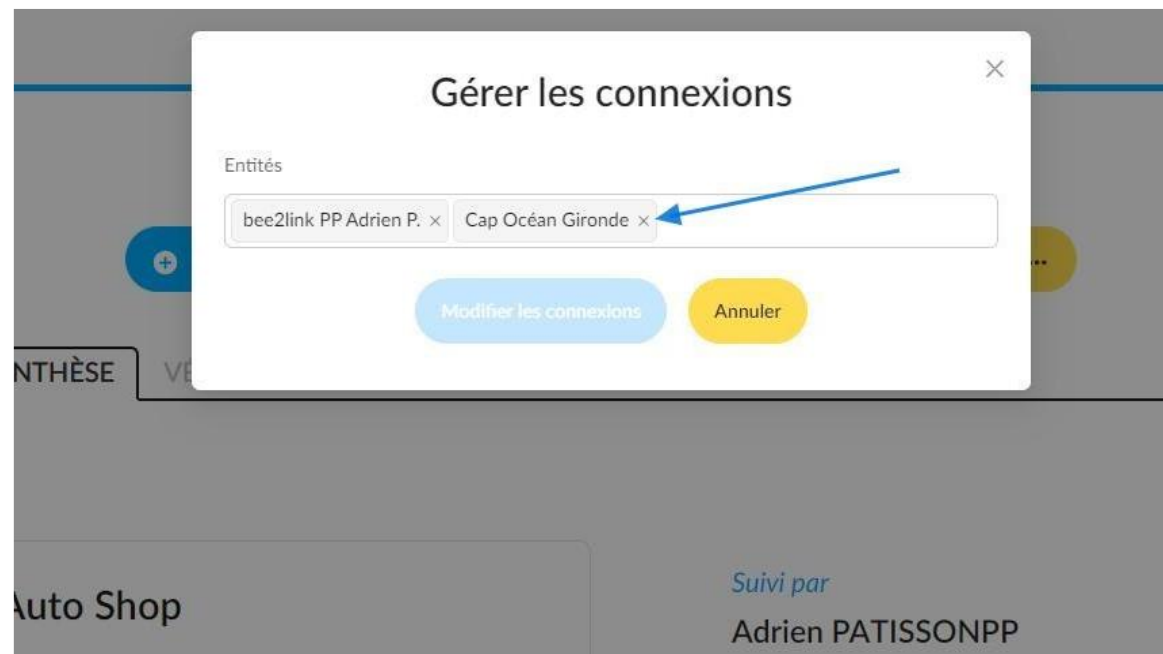 Gérer les connexions
Entités
bee2link PP Adrien P. × Cap Océan Gironde ×
Modifier les connexions Annuler
NTHÈSE VÉ
Auto Shop
Suivi par
Adrien PATISSONPP